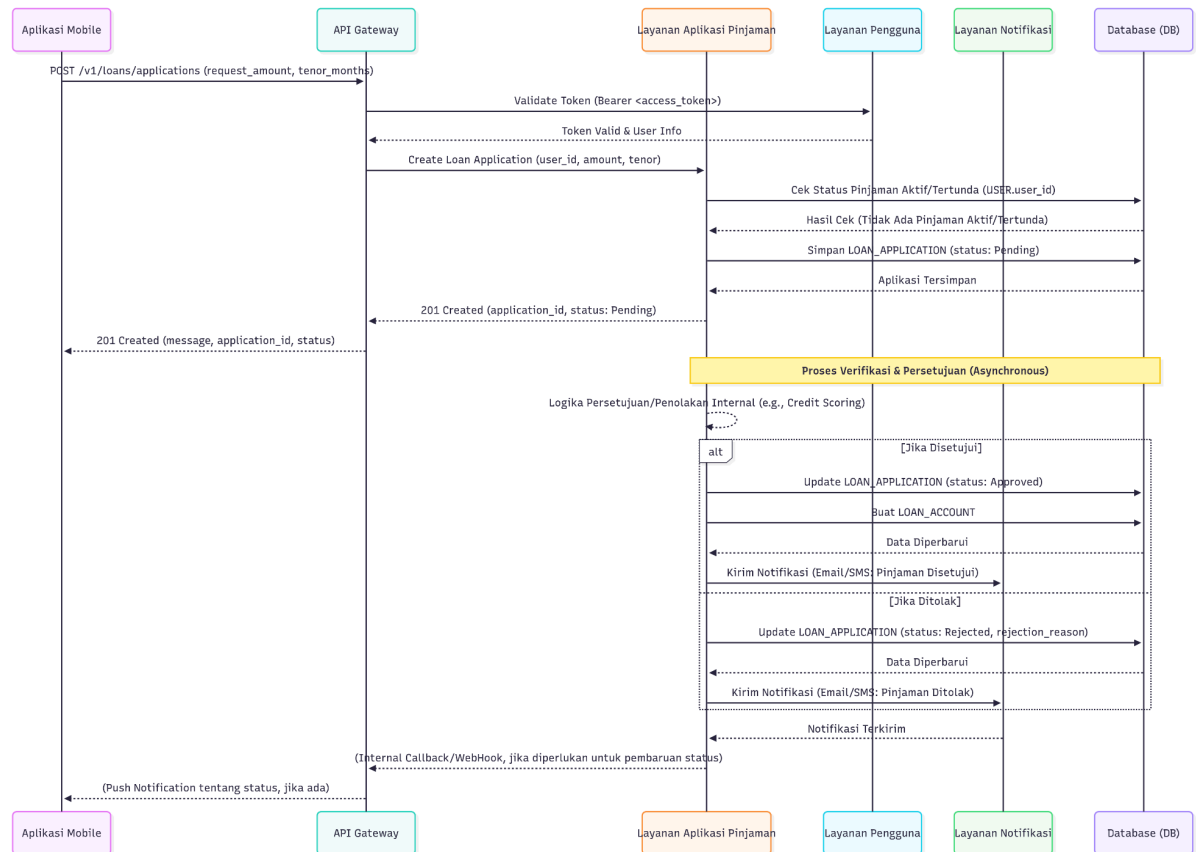 Aplikasi Mobile
API Gateway
Layanan Aplikasi Pinjaman
Layanan Pengguna
Layanan Notifikasi
Database (DB)
POST /v1/loans/applications (request_amount, tenor_months)
Validate Token (Bearer <access_token>)
Token Valid & User Info
Create Loan Application (user_id, amount, tenor)
Cek Status Pinjaman Aktif/Tertunda (USER.user_id)
Hasil Cek (Tidak Ada Pinjaman Aktif/Tertunda)
Simpan LOAN_APPLICATION (status: Pending)
Aplikasi Tersimpan
201 Created (application_id, status: Pending)
201 Created (message, application_id, status)
Proses Verifikasi & Persetujuan (Asynchronous)
Logika Persetujuan/Penolakan Internal (e.g., Credit Scoring)
alt
[Jika Disetujui]
Update LOAN_APPLICATION (status: Approved)
Buat LOAN_ACCOUNT
Data Diperbarui
Kirim Notifikasi (Email/SMS: Pinjaman Disetujui)
[Jika Ditolak]
Update LOAN_APPLICATION (status: Rejected, rejection_reason)
Data Diperbarui
Kirim Notifikasi (Email/SMS: Pinjaman Ditolak)
Notifikasi Terkirim
(Internal Callback/WebHook, jika diperlukan untuk pembaruan status)
(Push Notification tentang status, jika ada)
Aplikasi Mobile
API Gateway
Layanan Aplikasi Pinjaman
Layanan Pengguna
Layanan Notifikasi
Database (DB)